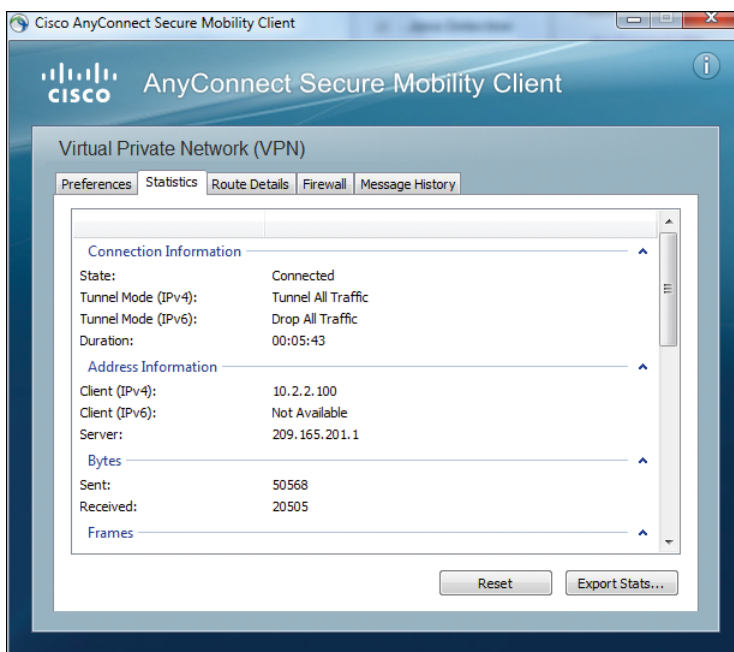 Cisco AnyConnect Secure Mobility Client
CISCO AnyConnect Secure Mobility Client
Virtual Private Network (VPN)
Preferences Statistics Route Details Firewall Message History
Connection Information
State: Connected
Tunnel Mode (IPv4): Tunnel All Traffic
Tunnel Mode (IPv6): Drop All Traffic
Duration: 00:05:43
Address Information
Client (IPv4): 10.2.2.100
Client (IPv6): Not Available
Server: 209.165.201.1
Bytes
Sent: 50568
Received: 20505
Frames
Reset Export Stats...